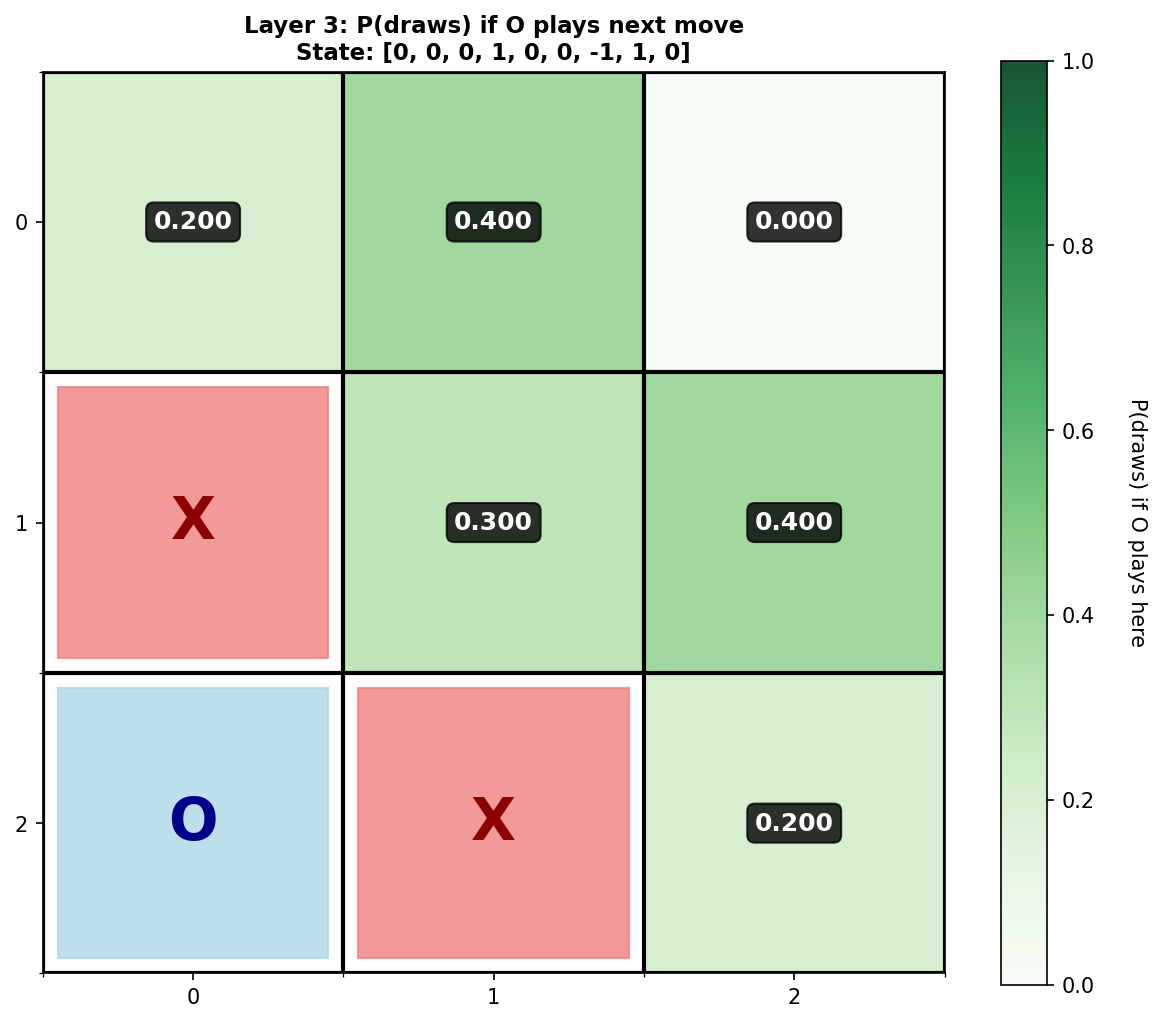 Layer 3: P(draws) if O plays next move
State: [0, 0, 0, 1, 0, 0, -1, 1, 0]
0.200 0.400 0.000
0
X 0.300 0.400
1
O X 0.200
2
0 1 2
1.0
0.8
0.6
0.4
0.2
0.0
P(draws) if O plays here